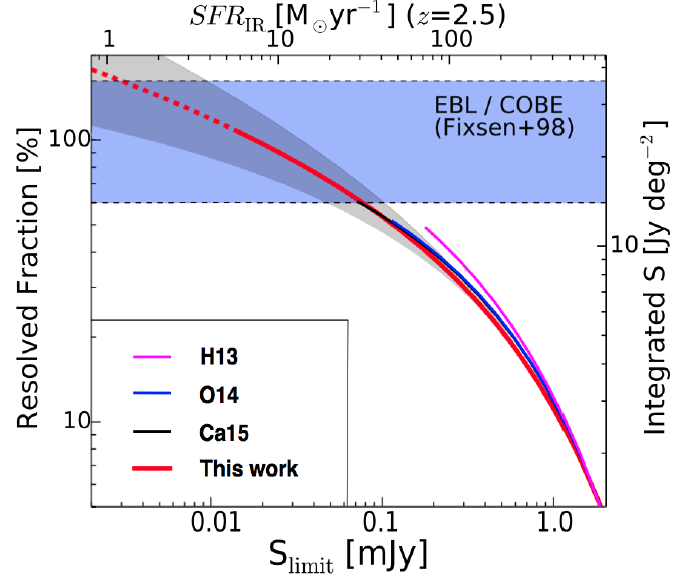 SFR_IR [M_⊙yr⁻¹] (z=2.5)
1 10 100
EBL / COBE
(Fixsen+98)
Resolved Fraction [%]
100
10
Integrated S [Jy deg⁻²]
10
H13
O14
Ca15
This work
0.01 0.1 1.0
S_limit [mJy]